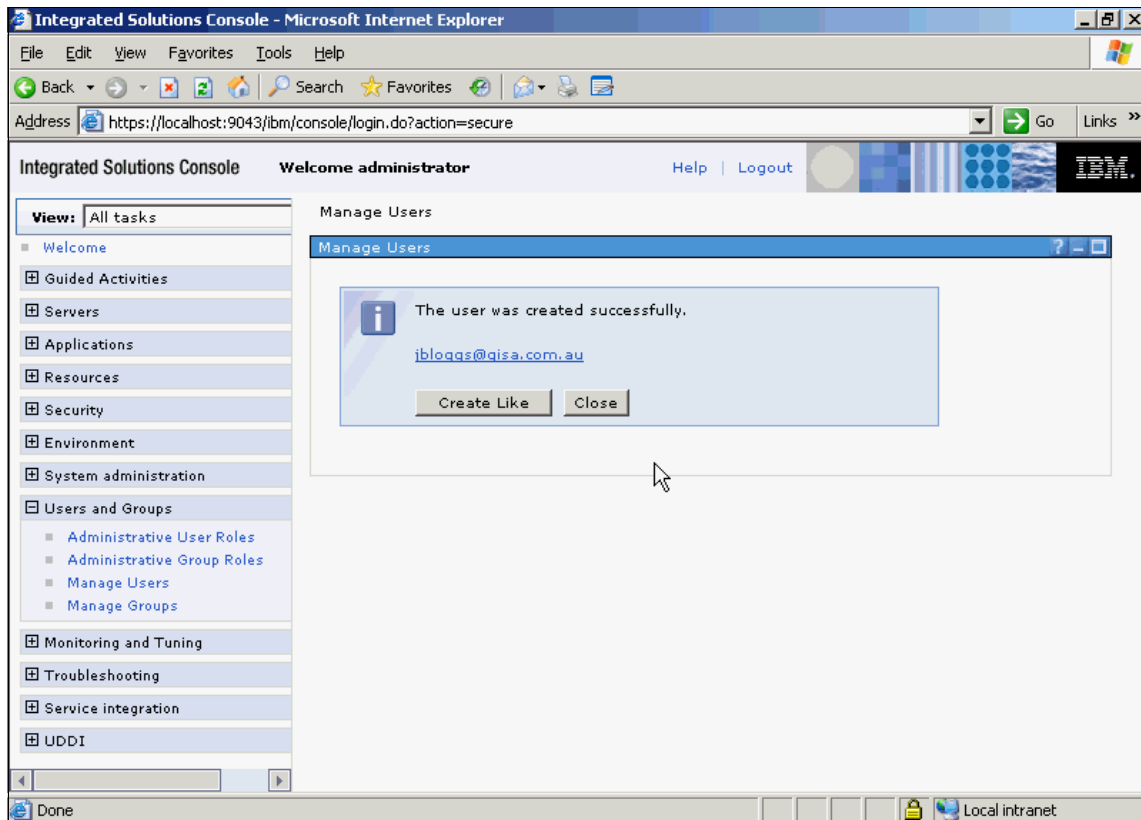 Integrated Solutions Console - Microsoft Internet Explorer
File Edit View Favorites Tools Help
Back Search Favorites
Address https://localhost:9043/ibm/console/login.do?action=secure Go Links »
Integrated Solutions Console Welcome administrator Help | Logout IBM.
View: All tasks
Manage Users
Welcome
Manage Users ?
Guided Activities
Servers
Applications
Resources
Security
Environment
System administration
Users and Groups
Administrative User Roles
Administrative Group Roles
Manage Users
Manage Groups
Monitoring and Tuning
Troubleshooting
Service integration
UDDI
i The user was created successfully.
jbloggs@gisa.com.au
Create Like Close
Done Local intranet